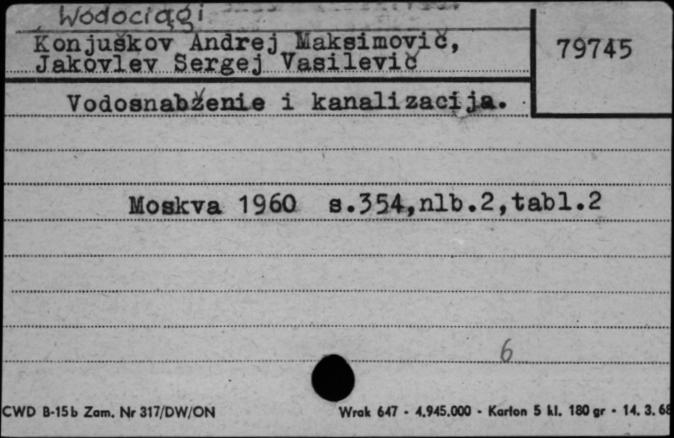 Wodociągi
Konjuškov Andrej Maksimovič,
79745
Jakovlev Sergej Vasilevič
Vodosnabženie i kanalizacija.
Moskva 1960 s.354,nlb.2,tabl.2
6
CWD B-15b Zam. Nr 317/DW/ON
Wrak 647 - 4.945.000 - Karton 5 kl. 180 gr - 14. 3. 68